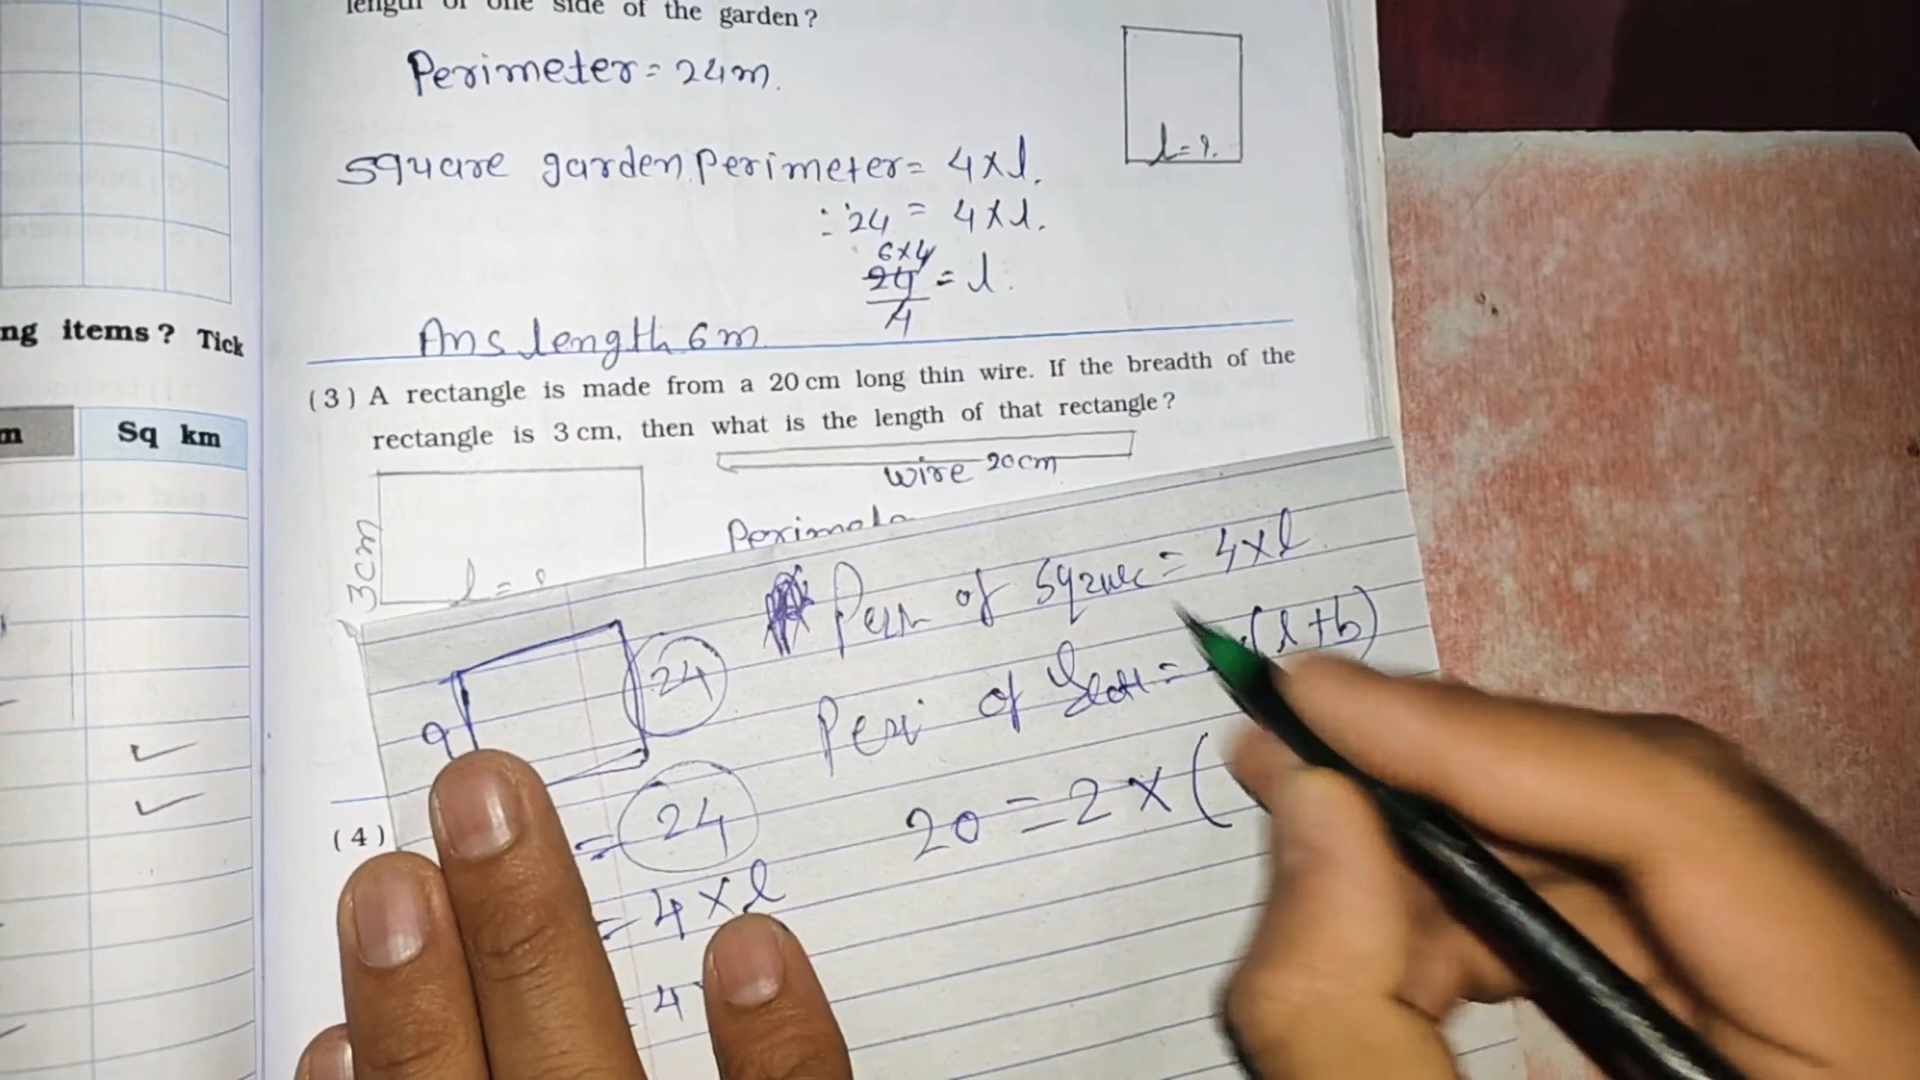 length of one side of the garden?
Perimeter = 24m.
l = ?.
square garden perimeter = 4 x l.
∴ 24 = 4 x l.
6x4
24/4 = l
Ans length 6m
ng items? Tick
m
Sq km
(3) A rectangle is made from a 20 cm long thin wire. If the breadth of the
rectangle is 3 cm, then what is the length of that rectangle?
wire 20cm
3cm
l =
Peri of square = 4xl
24
Peri of = (l+b)
9
20 = 2 x (
= 24
(4)
= 4 x l
4